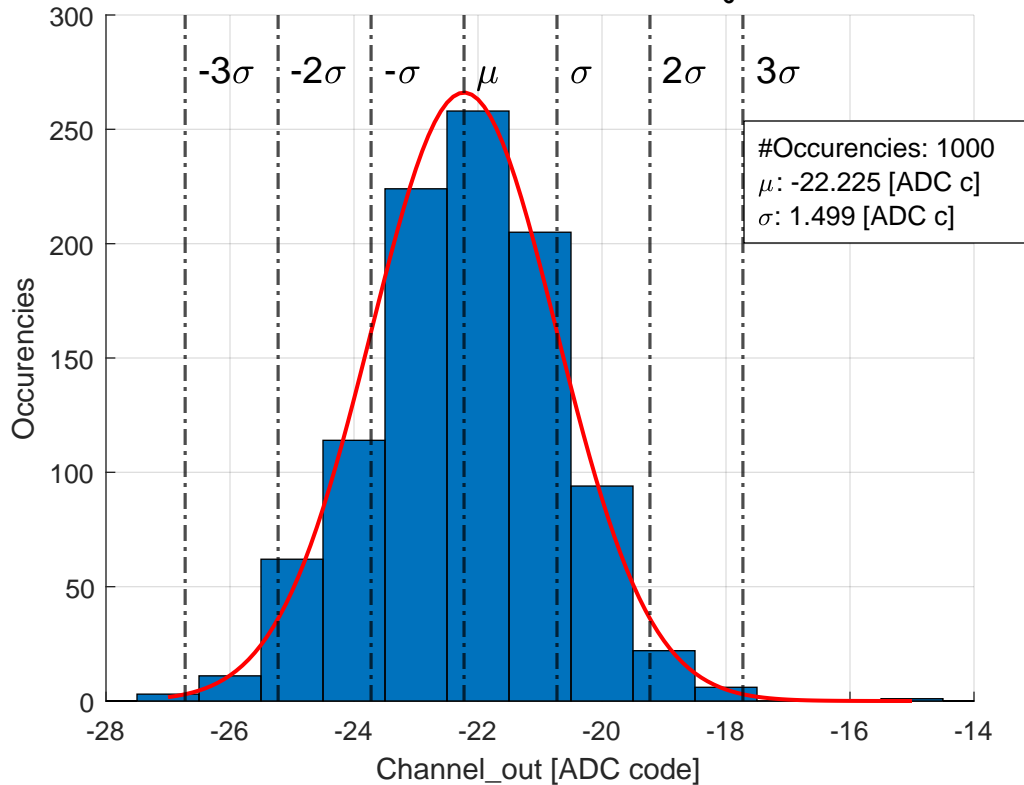 300
250
200
150
100
50
0
-3σ -2σ -σ μ σ 2σ 3σ
#Occurencies: 1000
μ: -22.225 [ADC c]
σ: 1.499 [ADC c]
Occurencies
-28 -26 -24 -22 -20 -18 -16 -14
Channel_out [ADC code]